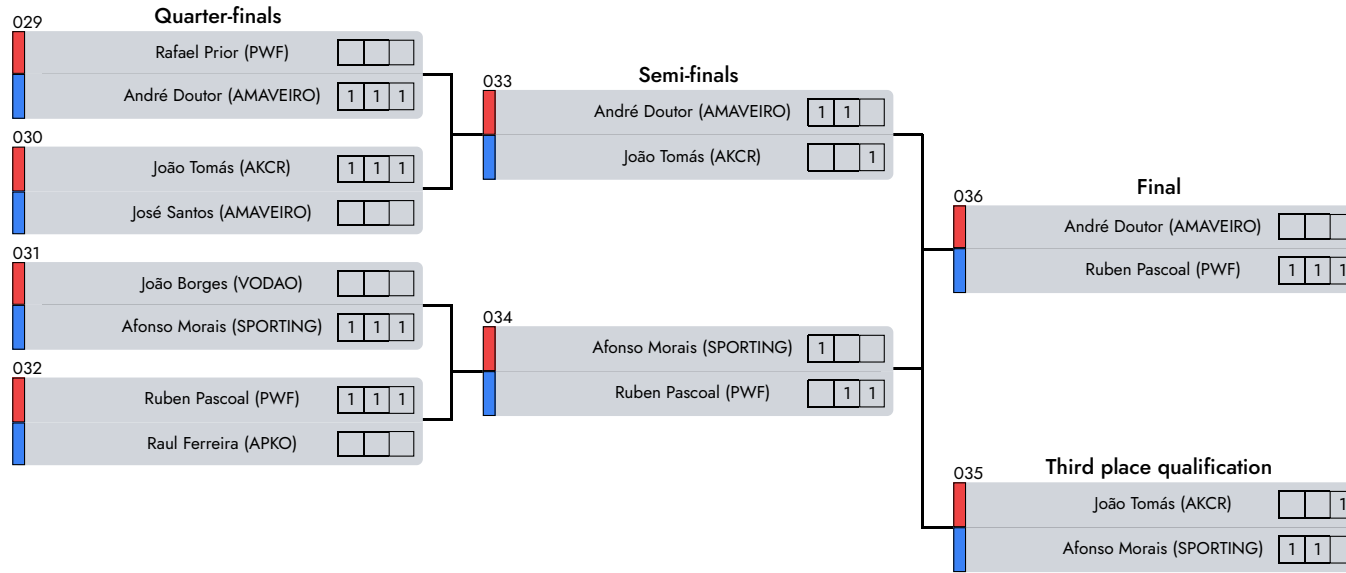 Quarter-finals
029
Rafael Prior (PWF)
André Doutor (AMAVEIRO) 1 1 1
030
João Tomás (AKCR) 1 1 1
José Santos (AMAVEIRO)
031
João Borges (VODAO)
Afonso Morais (SPORTING) 1 1 1
032
Ruben Pascoal (PWF) 1 1 1
Raul Ferreira (APKO)
Semi-finals
033
André Doutor (AMAVEIRO) 1 1
João Tomás (AKCR) 1
034
Afonso Morais (SPORTING) 1
Ruben Pascoal (PWF) 1 1
Final
036
André Doutor (AMAVEIRO)
Ruben Pascoal (PWF) 1 1 1
Third place qualification
035
João Tomás (AKCR) 1
Afonso Morais (SPORTING) 1 1